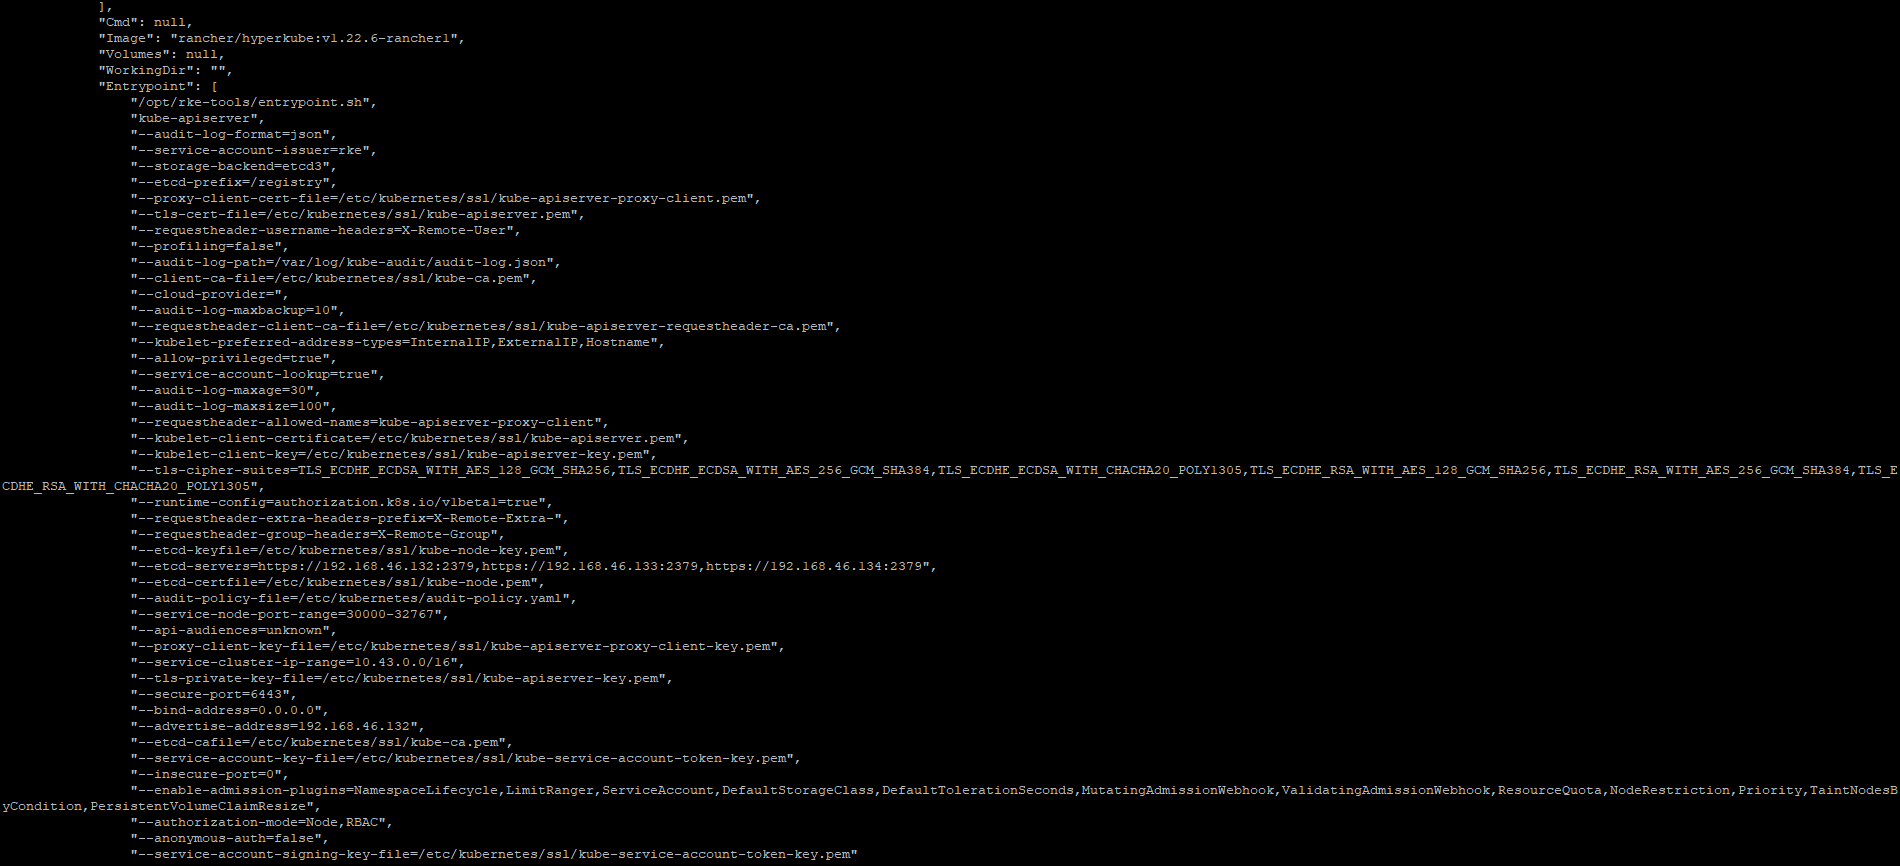 ],
"Cmd": null,
"Image": "rancher/hyperkube:v1.22.6-rancher1",
"Volumes": null,
"WorkingDir": "",
"Entrypoint": [
"/opt/rke-tools/entrypoint.sh",
"kube-apiserver",
"--audit-log-format=json",
"--service-account-issuer=rke",
"--storage-backend=etcd3",
"--etcd-prefix=/registry",
"--proxy-client-cert-file=/etc/kubernetes/ssl/kube-apiserver-proxy-client.pem",
"--tls-cert-file=/etc/kubernetes/ssl/kube-apiserver.pem",
"--requestheader-username-headers=X-Remote-User",
"--profiling=false",
"--audit-log-path=/var/log/kube-audit/audit-log.json",
"--client-ca-file=/etc/kubernetes/ssl/kube-ca.pem",
"--cloud-provider=",
"--audit-log-maxbackup=10",
"--requestheader-client-ca-file=/etc/kubernetes/ssl/kube-apiserver-requestheader-ca.pem",
"--kubelet-preferred-address-types=InternalIP,ExternalIP,Hostname",
"--allow-privileged=true",
"--service-account-lookup=true",
"--audit-log-maxage=30",
"--audit-log-maxsize=100",
"--requestheader-allowed-names=kube-apiserver-proxy-client",
"--kubelet-client-certificate=/etc/kubernetes/ssl/kube-apiserver.pem",
"--kubelet-client-key=/etc/kubernetes/ssl/kube-apiserver-key.pem",
"--tls-cipher-suites=TLS_ECDHE_ECDSA_WITH_AES_128_GCM_SHA256,TLS_ECDHE_ECDSA_WITH_AES_256_GCM_SHA384,TLS_ECDHE_ECDSA_WITH_CHACHA20_POLY1305,TLS_ECDHE_RSA_WITH_AES_128_GCM_SHA256,TLS_ECDHE_RSA_WITH_AES_256_GCM_SHA384,TLS_E
CDHE_RSA_WITH_CHACHA20_POLY1305",
"--runtime-config=authorization.k8s.io/v1beta1=true",
"--requestheader-extra-headers-prefix=X-Remote-Extra-",
"--requestheader-group-headers=X-Remote-Group",
"--etcd-keyfile=/etc/kubernetes/ssl/kube-node-key.pem",
"--etcd-servers=https://192.168.46.132:2379,https://192.168.46.133:2379,https://192.168.46.134:2379",
"--etcd-certfile=/etc/kubernetes/ssl/kube-node.pem",
"--audit-policy-file=/etc/kubernetes/audit-policy.yaml",
"--service-node-port-range=30000-32767",
"--api-audiences=unknown",
"--proxy-client-key-file=/etc/kubernetes/ssl/kube-apiserver-proxy-client-key.pem",
"--service-cluster-ip-range=10.43.0.0/16",
"--tls-private-key-file=/etc/kubernetes/ssl/kube-apiserver-key.pem",
"--secure-port=6443",
"--bind-address=0.0.0.0",
"--advertise-address=192.168.46.132",
"--etcd-cafile=/etc/kubernetes/ssl/kube-ca.pem",
"--service-account-key-file=/etc/kubernetes/ssl/kube-service-account-token-key.pem",
"--insecure-port=0",
"--enable-admission-plugins=NamespaceLifecycle,LimitRanger,ServiceAccount,DefaultStorageClass,DefaultTolerationSeconds,MutatingAdmissionWebhook,ValidatingAdmissionWebhook,ResourceQuota,NodeRestriction,Priority,TaintNodesB
yCondition,PersistentVolumeClaimResize",
"--authorization-mode=Node,RBAC",
"--anonymous-auth=false",
"--service-account-signing-key-file=/etc/kubernetes/ssl/kube-service-account-token-key.pem"